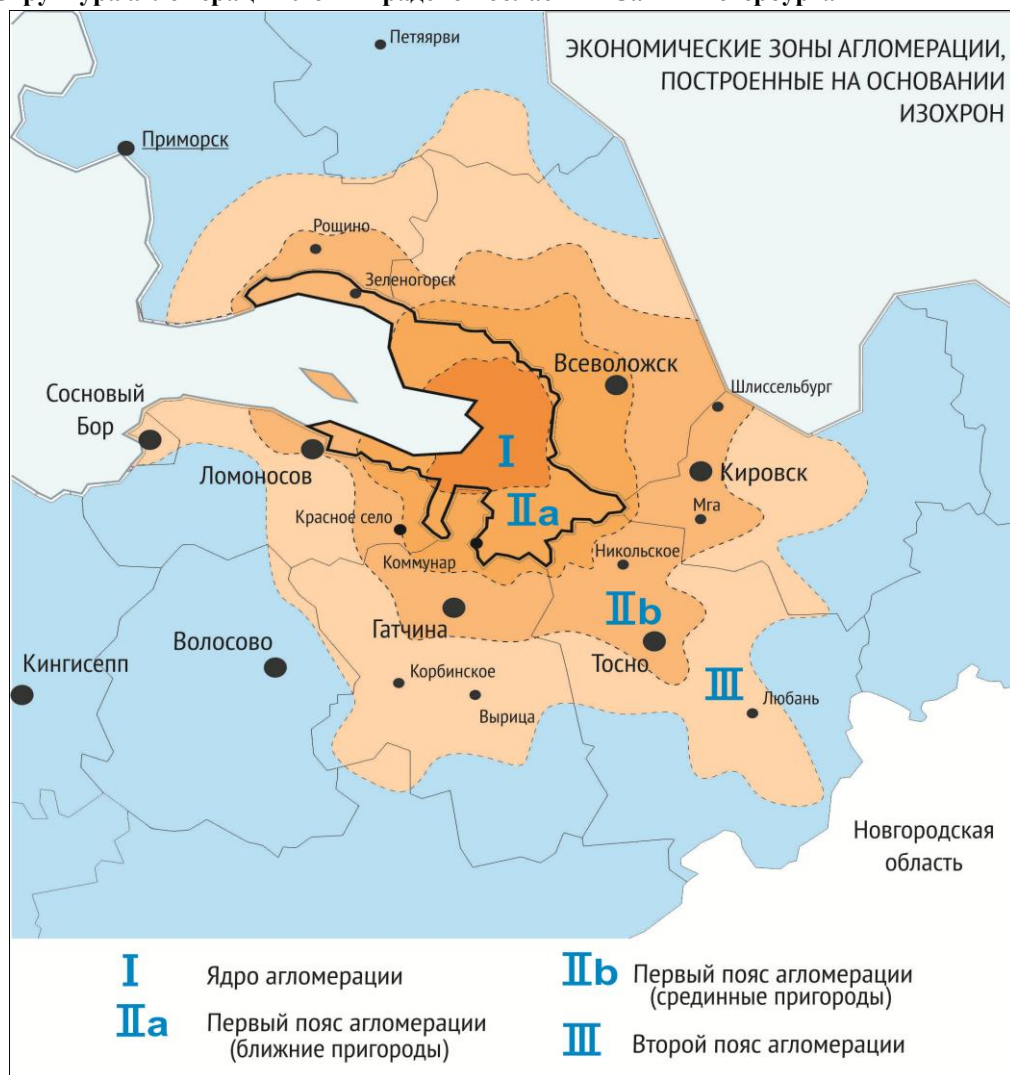 ЭКОНОМИЧЕСКИЕ ЗОНЫ АГЛОМЕРАЦИИ,
ПОСТРОЕННЫЕ НА ОСНОВАНИИ
ИЗОХРОН
Петяярви
Приморск
Рощино
Зеленогорск
Всеволожск
Шлиссельбург
Сосновый
Бор
Ломоносов
I
Кировск
IIa
Мга
Красное село
Коммунар
Никольское
IIb
Гатчина
Тосно
Волосово
Кингисепп
Корбинское
Вырица
III
Любань
Новгородская
область
I Ядро агломерации
IIa Первый пояс агломерации
(ближние пригороды)
IIb Первый пояс агломерации
(срединные пригороды)
III Второй пояс агломерации